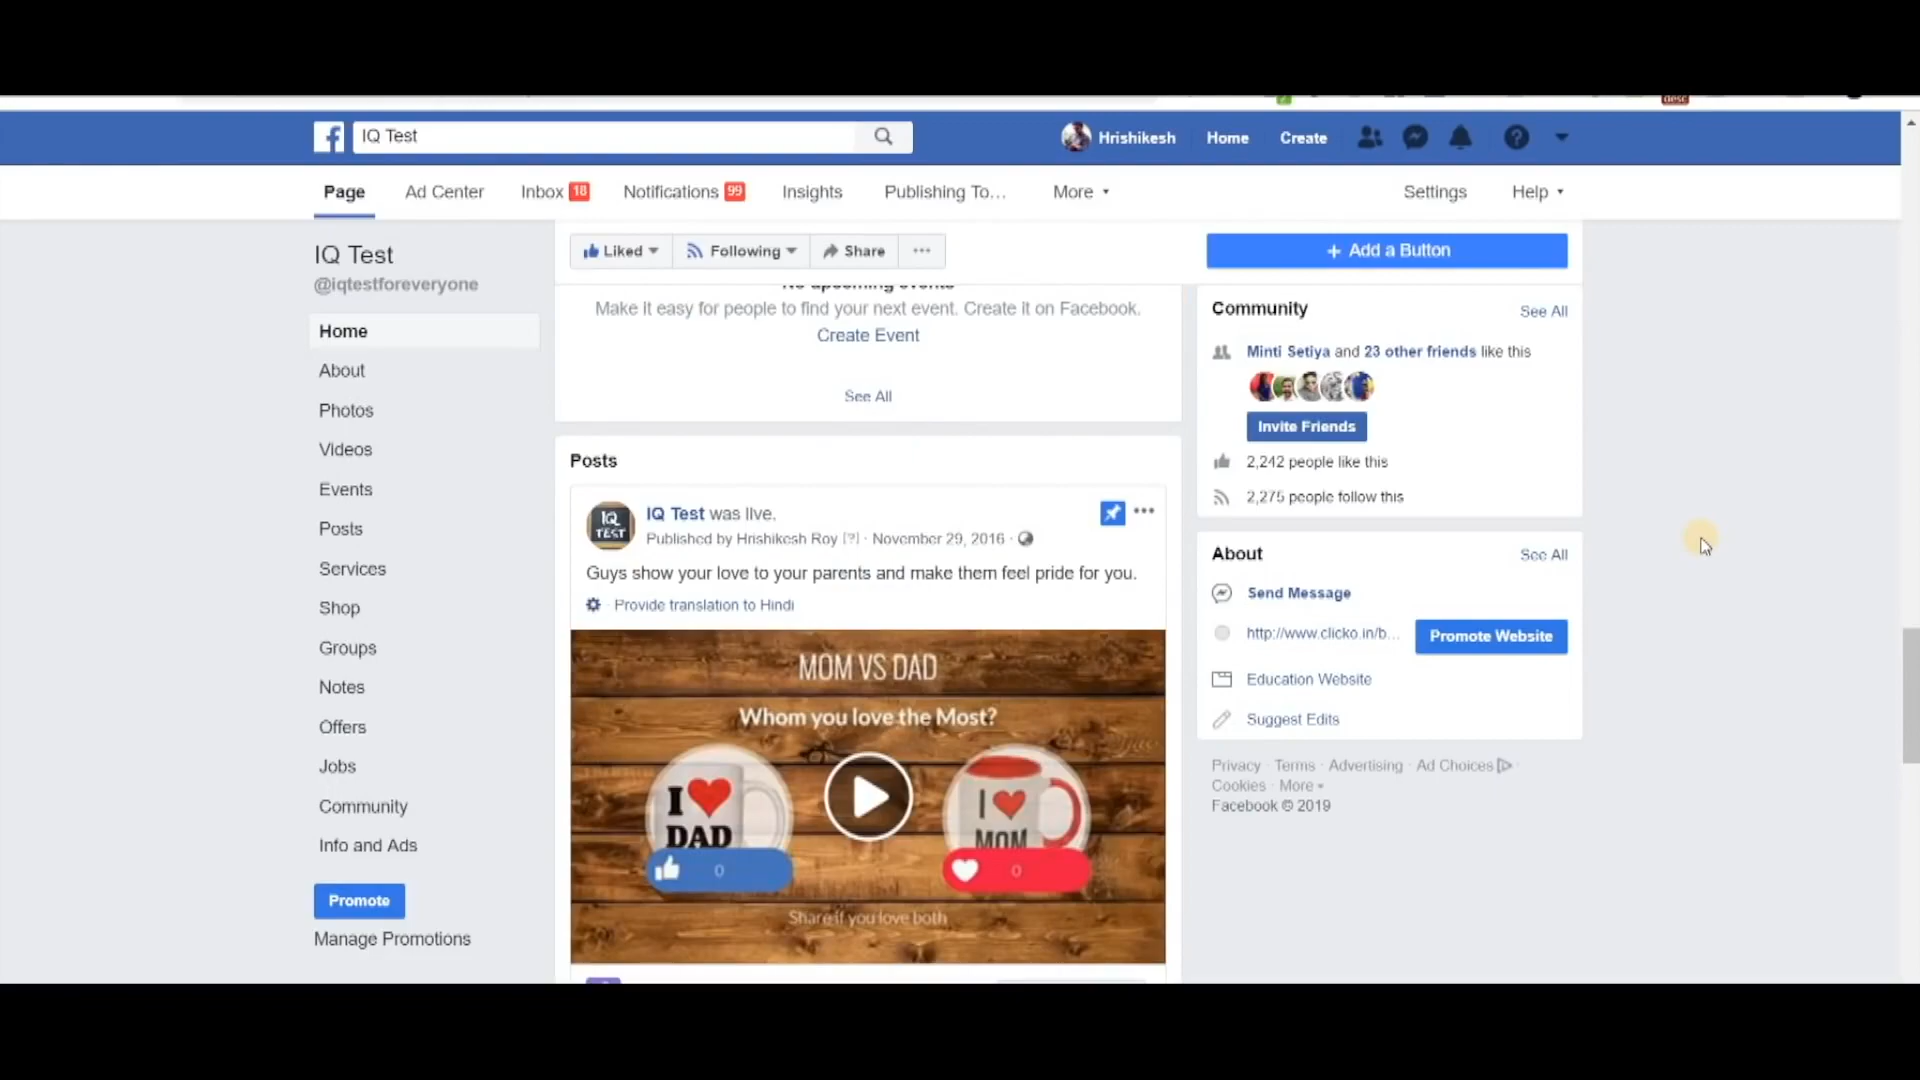 IQ Test
Hrishikesh
Home
Create
Page
Ad Center
Inbox 18
Notifications 99
Insights
Publishing To...
More
Settings
Help
IQ Test
@iqtestforeveryone
Home
About
Photos
Videos
Events
Posts
Services
Shop
Groups
Notes
Offers
Jobs
Community
Info and Ads
Promote
Manage Promotions
Liked
Following
Share
...
+ Add a Button
No upcoming events
Make it easy for people to find your next event. Create it on Facebook.
Create Event
See All
Posts
IQ Test was live.
Published by Hrishikesh Roy [?] · November 29, 2016 ·
Guys show your love to your parents and make them feel pride for you.
Provide translation to Hindi
IQ
TEST
MOM VS DAD
Whom you love the Most?
I
DAD
I
MOM
0
0
Share if you love both
Community
See All
Minti Setiya and 23 other friends like this
Invite Friends
2,242 people like this
2,275 people follow this
About
See All
Send Message
http://www.clicko.in/b...
Promote Website
Education Website
Suggest Edits
Privacy · Terms · Advertising · Ad Choices ·
Cookies · More
Facebook © 2019